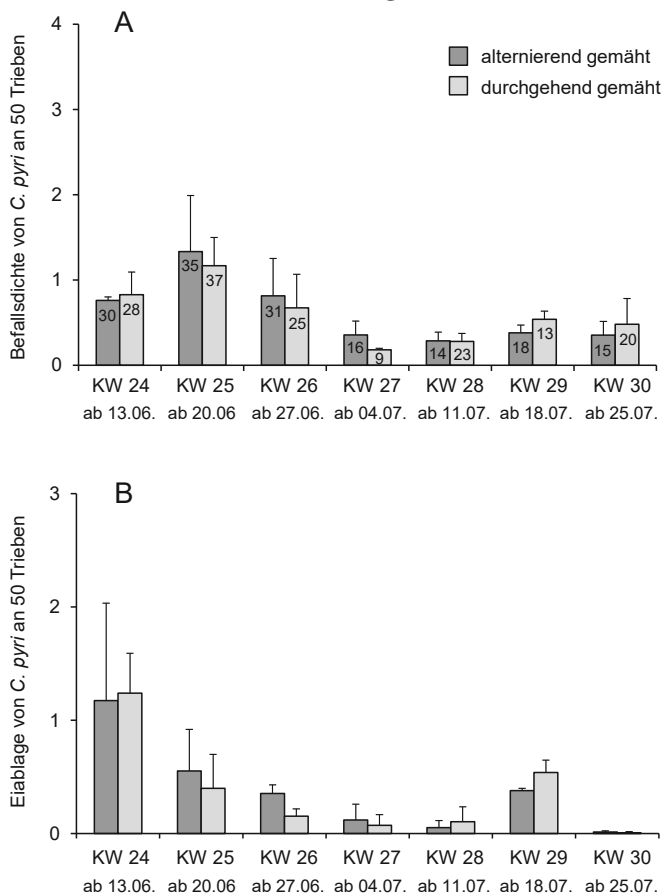 A
4
alternierend gemäht
durchgehend gemäht
3
2
1
0
Befallsdichte von C. pyri an 50 Trieben
30 28 35 37 31 25 16 9 14 23 18 13 15 20
KW 24 KW 25 KW 26 KW 27 KW 28 KW 29 KW 30
ab 13.06. ab 20.06 ab 27.06. ab 04.07. ab 11.07. ab 18.07. ab 25.07.
B
3
2
1
0
Eiablage von C. pyri an 50 Trieben
KW 24 KW 25 KW 26 KW 27 KW 28 KW 29 KW 30
ab 13.06. ab 20.06 ab 27.06. ab 04.07. ab 11.07. ab 18.07. ab 25.07.